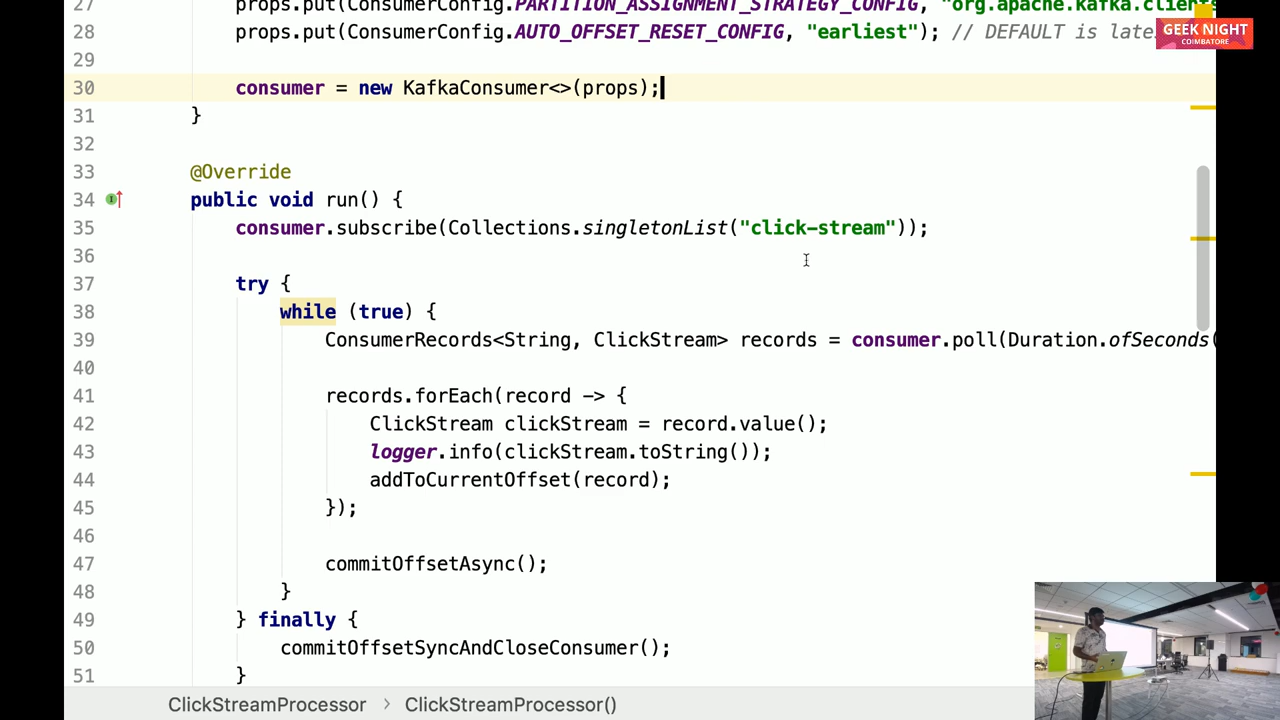 27 props.put(ConsumerConfig.PARTITION_ASSIGNMENT_STRATEGY_CONFIG, "org.apache.kafka.clients
28 props.put(ConsumerConfig.AUTO_OFFSET_RESET_CONFIG, "earliest"); // DEFAULT is late
GEEK NIGHT
COIMBATORE
29
30 consumer = new KafkaConsumer<>(props);
31 }
32
33 @Override
34 public void run() {
35 consumer.subscribe(Collections.singletonList("click-stream"));
36
37 try {
38 while (true) {
39 ConsumerRecords<String, ClickStream> records = consumer.poll(Duration.ofSeconds(
40
41 records.forEach(record -> {
42 ClickStream clickStream = record.value();
43 logger.info(clickStream.toString());
44 addToCurrentOffset(record);
45 });
46
47 commitOffsetAsync();
48 }
49 } finally {
50 commitOffsetSyncAndCloseConsumer();
51 }
ClickStreamProcessor > ClickStreamProcessor()